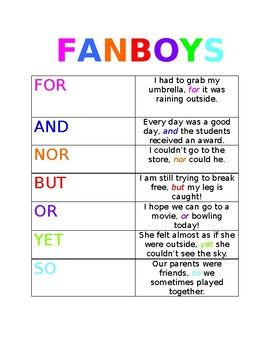 FANBOYS
FOR
I had to grab my
umbrella, for it was
raining outside.
AND
Every day was a good
day, and the students
received an award.
NOR
I couldn't go to the
store, nor could he.
BUT
I am still trying to break
free, but my leg is
caught!
OR
I hope we can go to a
movie, or bowling
today!
YET
She felt almost as if she
were outside, yet she
couldn't see the sky.
SO
Our parents were
friends, so we
sometimes played
together.